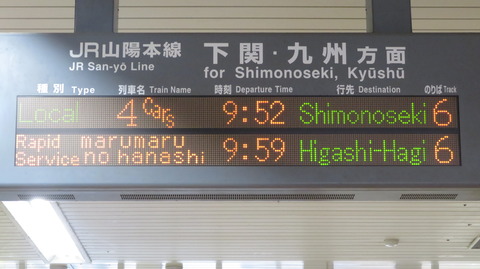 JR山陽本線 下関・九州方面
JR San-yō Line for Shimonoseki, Kyūshū
種別 Type 列車名 Train Name 時刻 Departure Time 行先 Destination のりば Track
Local 4 Cars 9:52 Shimonoseki 6
Rapid Service marumaru no hanashi 9:59 Higashi-Hagi 6